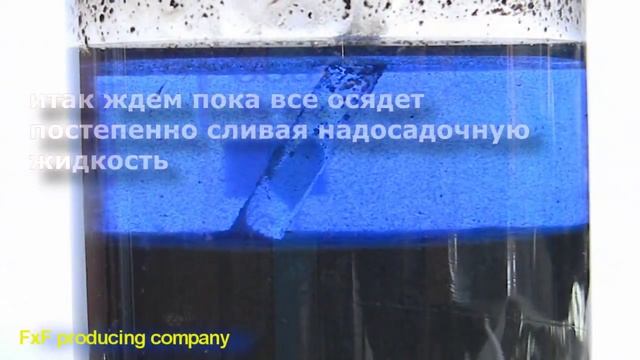 итак ждем пока все осядет
постепенно сливая надосадочную
жидкость
FxF producing company